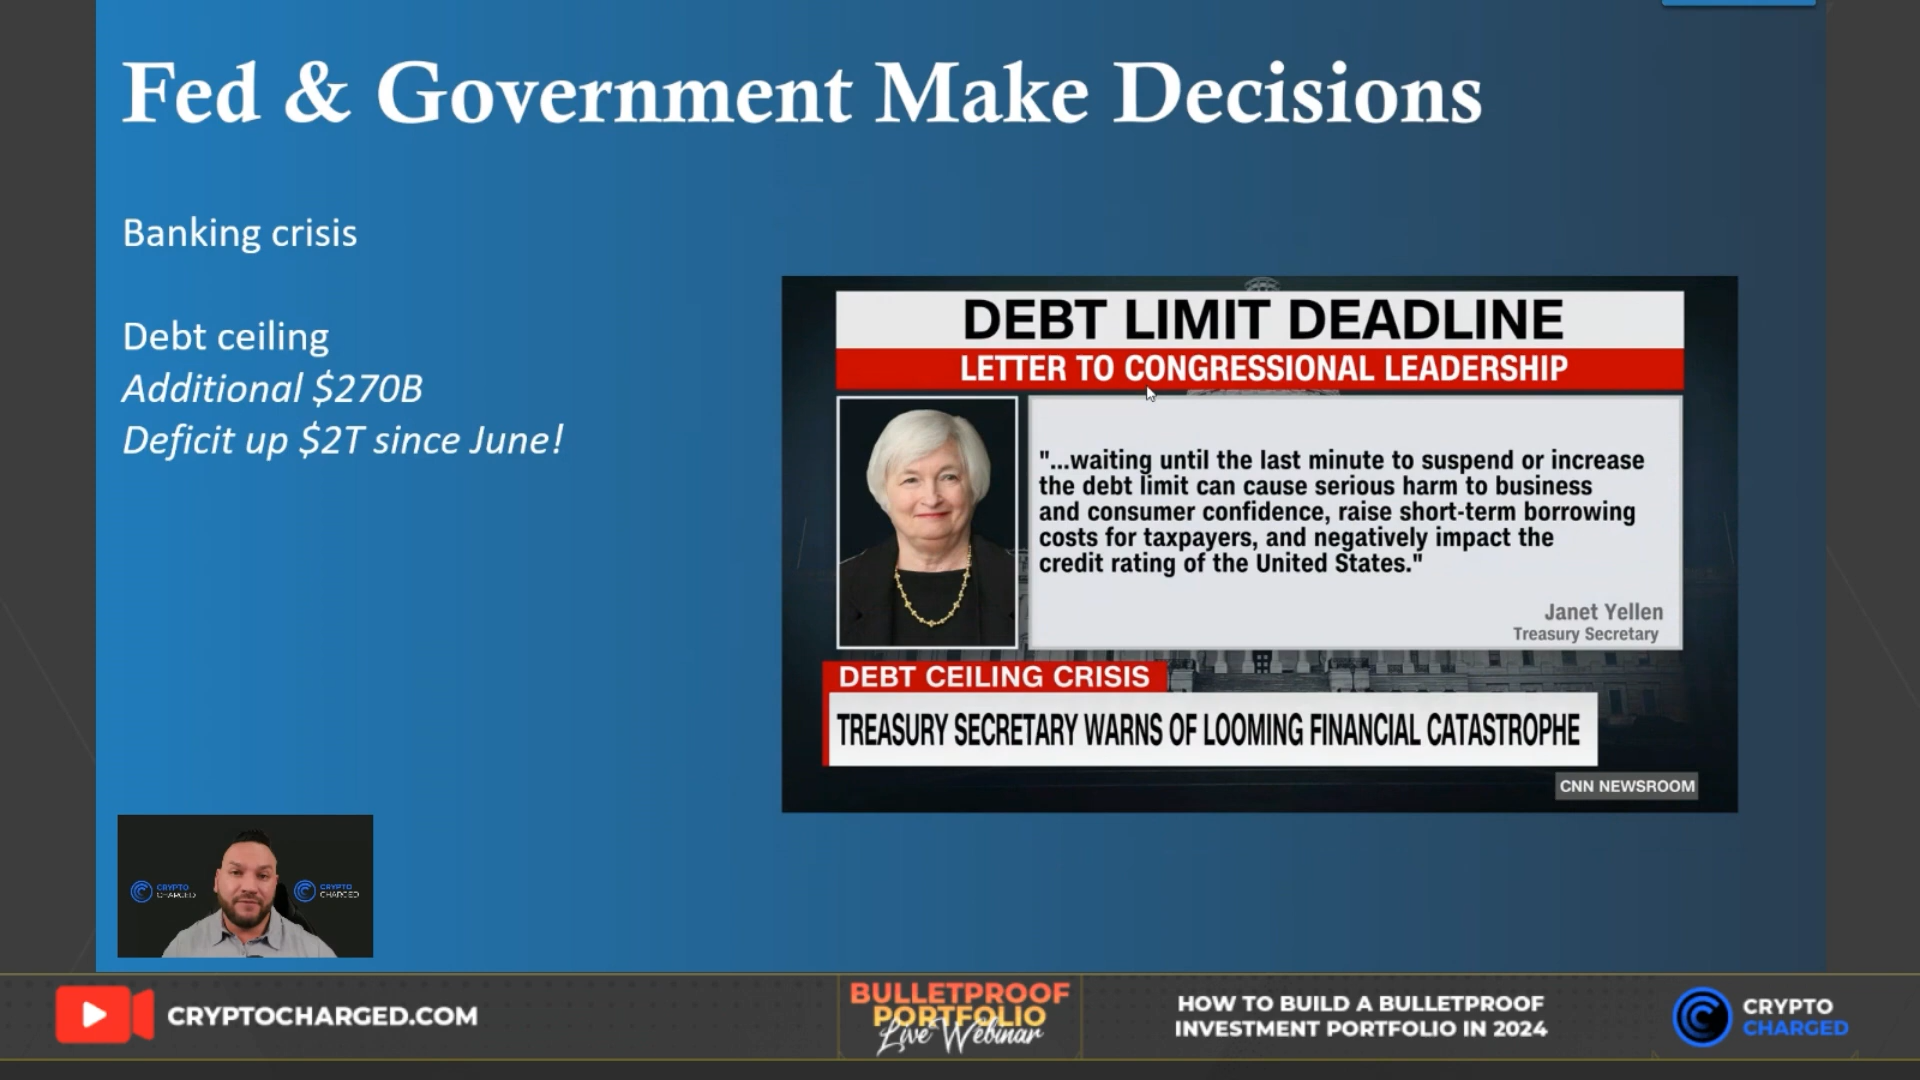 Fed & Government Make Decisions
Banking crisis
Debt ceiling
Additional $270B
Deficit up $2T since June!
DEBT LIMIT DEADLINE
LETTER TO CONGRESSIONAL LEADERSHIP
"...waiting until the last minute to suspend or increase
the debt limit can cause serious harm to business
and consumer confidence, raise short-term borrowing
costs for taxpayers, and negatively impact the
credit rating of the United States."
Janet Yellen
Treasury Secretary
DEBT CEILING CRISIS
TREASURY SECRETARY WARNS OF LOOMING FINANCIAL CATASTROPHE
CNN NEWSROOM
CRYPTO
CHARGED
CRYPTO
CHARGED
CRYPTOCHARGED.COM
BULLETPROOF
PORTFOLIO
Live Webinar
HOW TO BUILD A BULLETPROOF
INVESTMENT PORTFOLIO IN 2024
CRYPTO
CHARGED